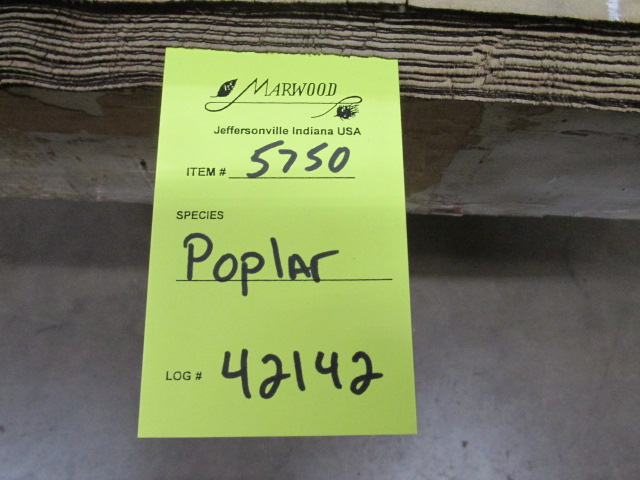 MARWOOD
Jeffersonville Indiana USA
ITEM # 5750
SPECIES
Poplar
LOG # 42142